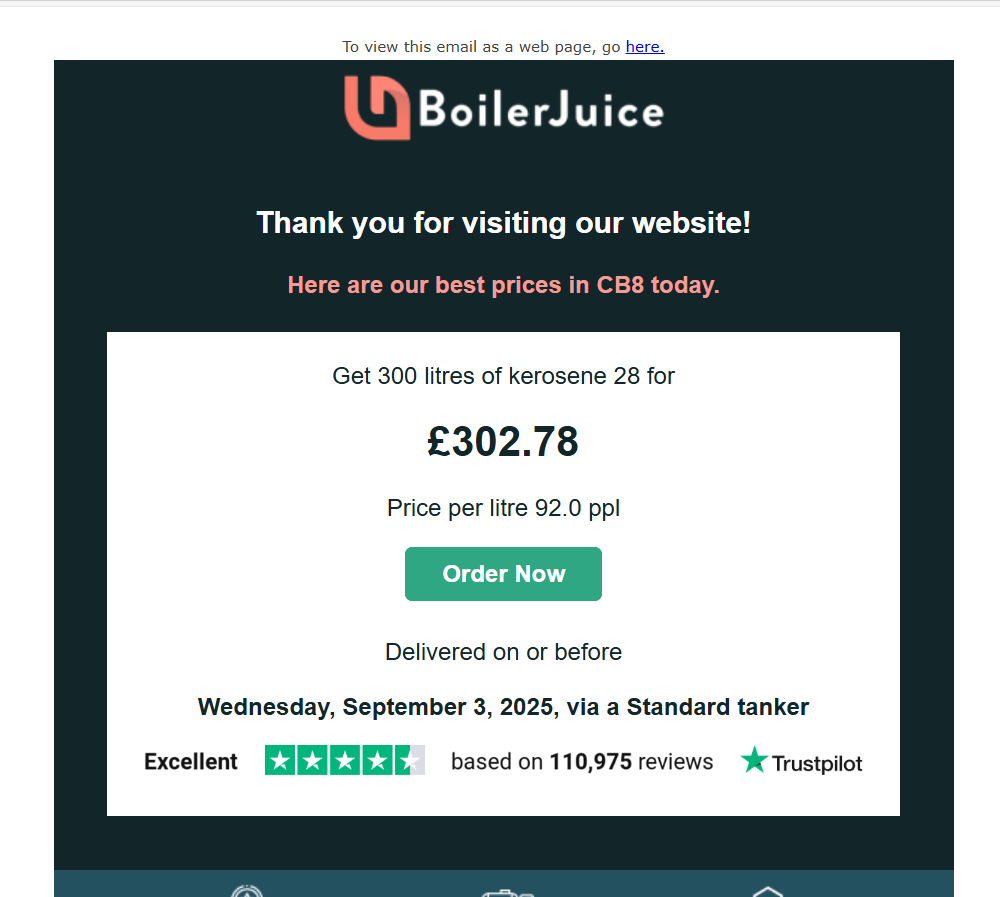 To view this email as a web page, go here.
BoilerJuice
Thank you for visiting our website!
Here are our best prices in CB8 today.
Get 300 litres of kerosene 28 for
£302.78
Price per litre 92.0 ppl
Order Now
Delivered on or before
Wednesday, September 3, 2025, via a Standard tanker
Excellent based on 110,975 reviews Trustpilot